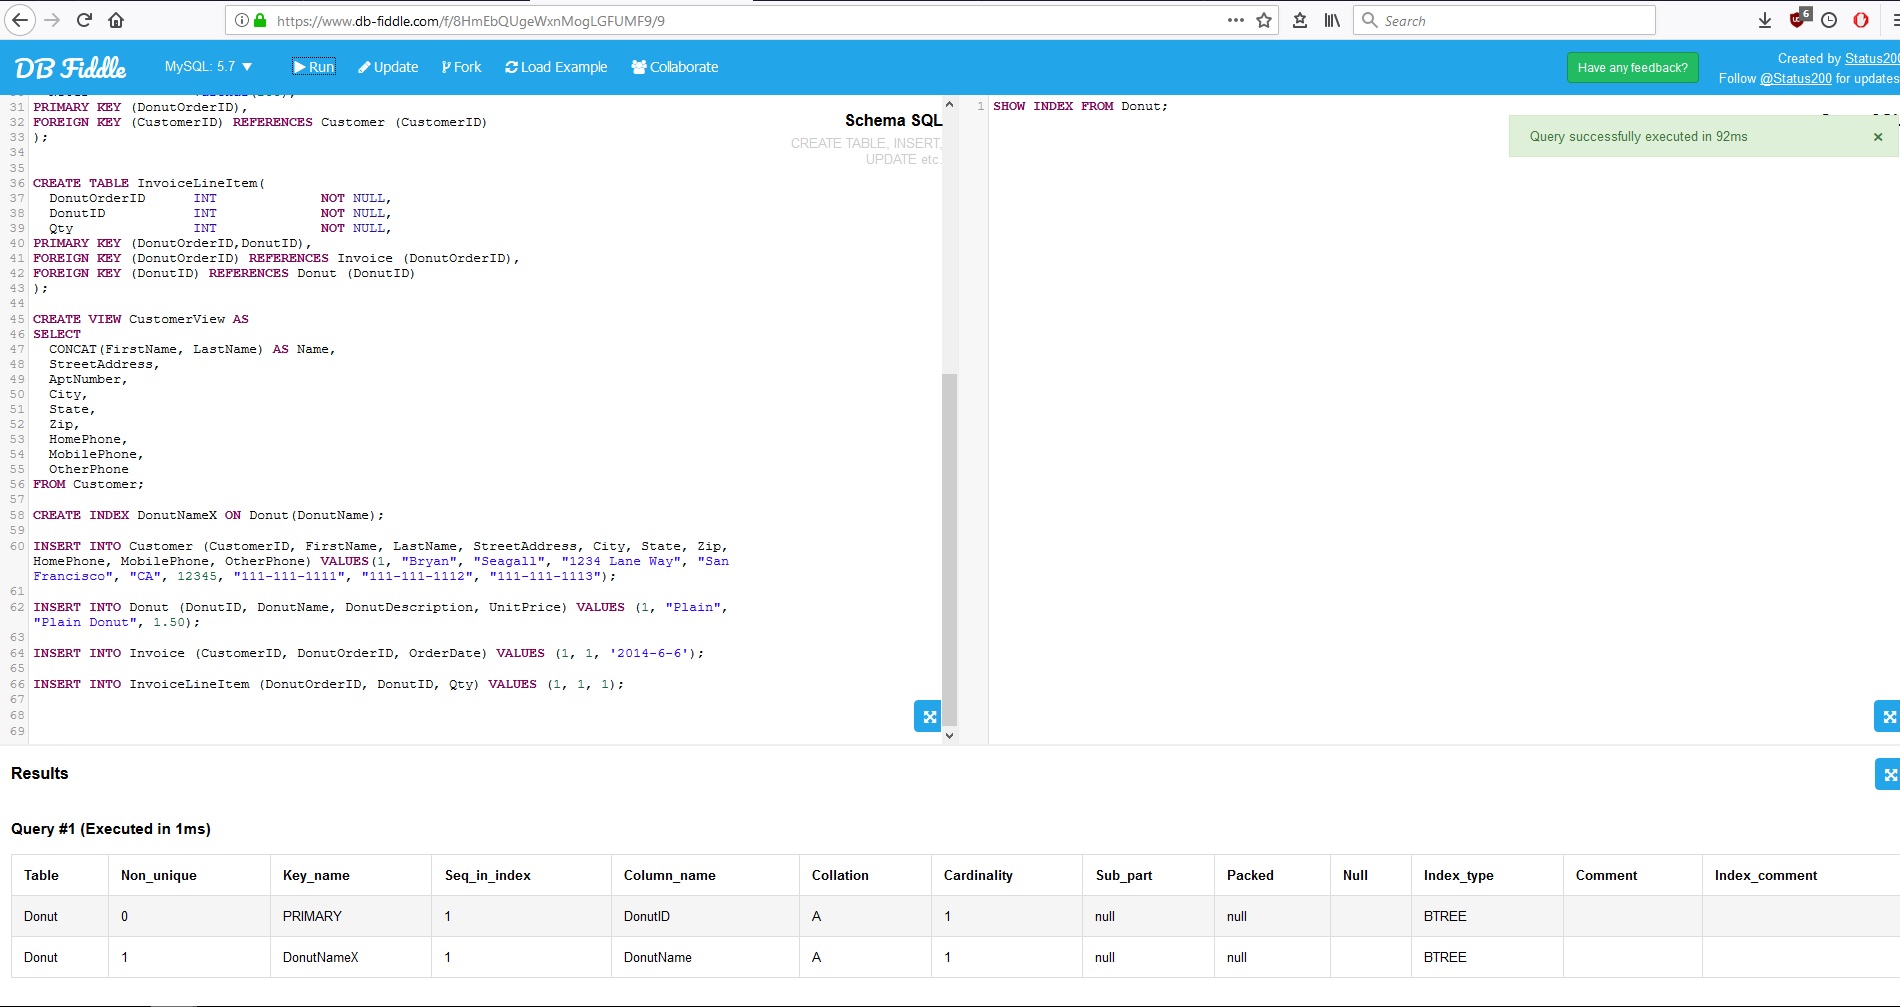 https://www.db-fiddle.com/f/8HmEbQUgeWxnMogLGFUMF9/9
Search
6
DB Fiddle
MySQL: 5.7
Run
Update
Fork
Load Example
Collaborate
Have any feedback?
Created by Status200
Follow @Status200 for updates
31 PRIMARY KEY (DonutOrderID),
32 FOREIGN KEY (CustomerID) REFERENCES Customer (CustomerID)
33 );
34
35
36 CREATE TABLE InvoiceLineItem(
37 DonutOrderID INT NOT NULL,
38 DonutID INT NOT NULL,
39 Qty INT NOT NULL,
40 PRIMARY KEY (DonutOrderID,DonutID),
41 FOREIGN KEY (DonutOrderID) REFERENCES Invoice (DonutOrderID),
42 FOREIGN KEY (DonutID) REFERENCES Donut (DonutID)
43 );
44
45 CREATE VIEW CustomerView AS
46 SELECT
47 CONCAT(FirstName, LastName) AS Name,
48 StreetAddress,
49 AptNumber,
50 City,
51 State,
52 Zip,
53 HomePhone,
54 MobilePhone,
55 OtherPhone
56 FROM Customer;
57
58 CREATE INDEX DonutNameX ON Donut(DonutName);
59
60 INSERT INTO Customer (CustomerID, FirstName, LastName, StreetAddress, City, State, Zip,
HomePhone, MobilePhone, OtherPhone) VALUES(1, "Bryan", "Seagall", "1234 Lane Way", "San
Francisco", "CA", 12345, "111-111-1111", "111-111-1112", "111-111-1113");
61
62 INSERT INTO Donut (DonutID, DonutName, DonutDescription, UnitPrice) VALUES (1, "Plain",
"Plain Donut", 1.50);
63
64 INSERT INTO Invoice (CustomerID, DonutOrderID, OrderDate) VALUES (1, 1, '2014-6-6');
65
66 INSERT INTO InvoiceLineItem (DonutOrderID, DonutID, Qty) VALUES (1, 1, 1);
67
68
69
Schema SQL
CREATE TABLE, INSERT,
UPDATE etc.
1 SHOW INDEX FROM Donut;
Query successfully executed in 92ms ×
Results
Query #1 (Executed in 1ms)
Table Non_unique Key_name Seq_in_index Column_name Collation Cardinality Sub_part Packed Null Index_type Comment Index_comment
Donut 0 PRIMARY 1 DonutID A 1 null null BTREE
Donut 1 DonutNameX 1 DonutName A 1 null null BTREE